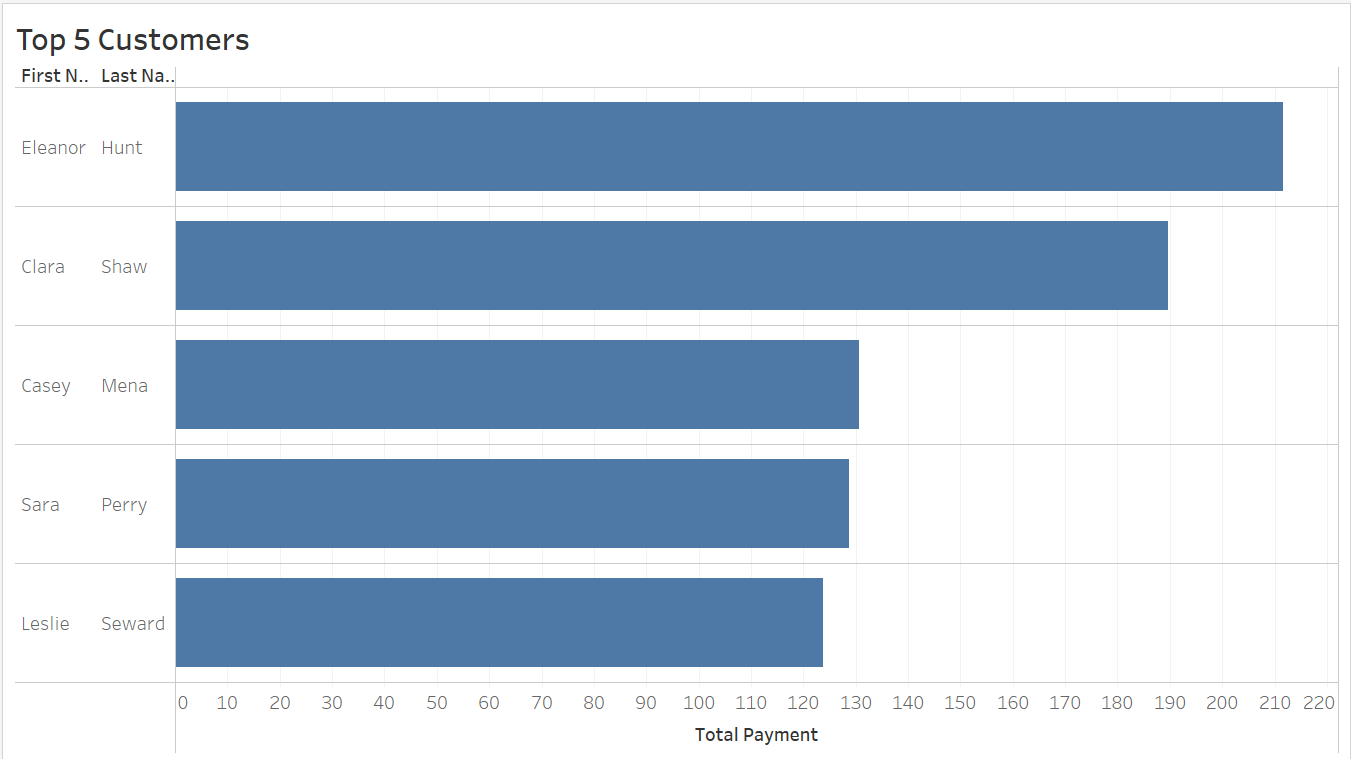 Top 5 Customers
First N.. Last Na..
Eleanor Hunt
Clara Shaw
Casey Mena
Sara Perry
Leslie Seward
0 10 20 30 40 50 60 70 80 90 100 110 120 130 140 150 160 170 180 190 200 210 220
Total Payment